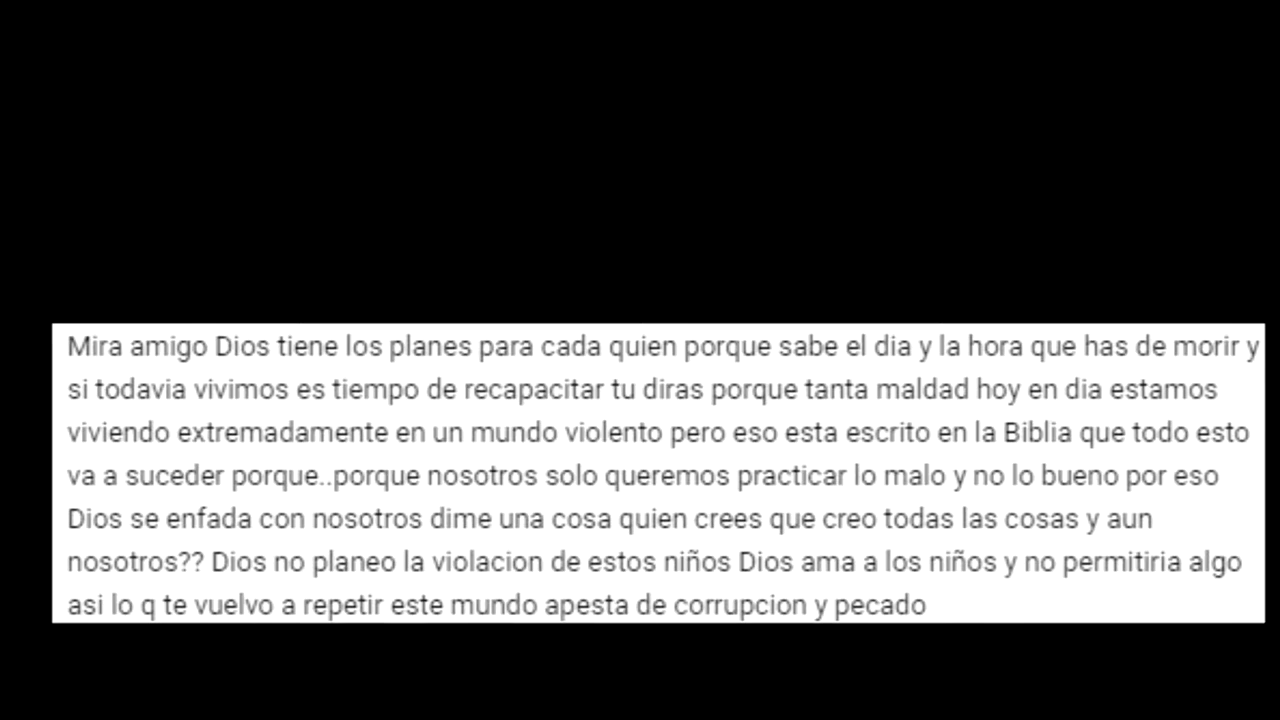 Mira amigo Dios tiene los planes para cada quien porque sabe el dia y la hora que has de morir y
si todavia vivimos es tiempo de recapacitar tu diras porque tanta maldad hoy en dia estamos
viviendo extremadamente en un mundo violento pero eso esta escrito en la Biblia que todo esto
va a suceder porque..porque nosotros solo queremos practicar lo malo y no lo bueno por eso
Dios se enfada con nosotros dime una cosa quien crees que creo todas las cosas y aun
nosotros?? Dios no planeo la violacion de estos niños Dios ama a los niños y no permitiria algo
asi lo q te vuelvo a repetir este mundo apesta de corrupcion y pecado